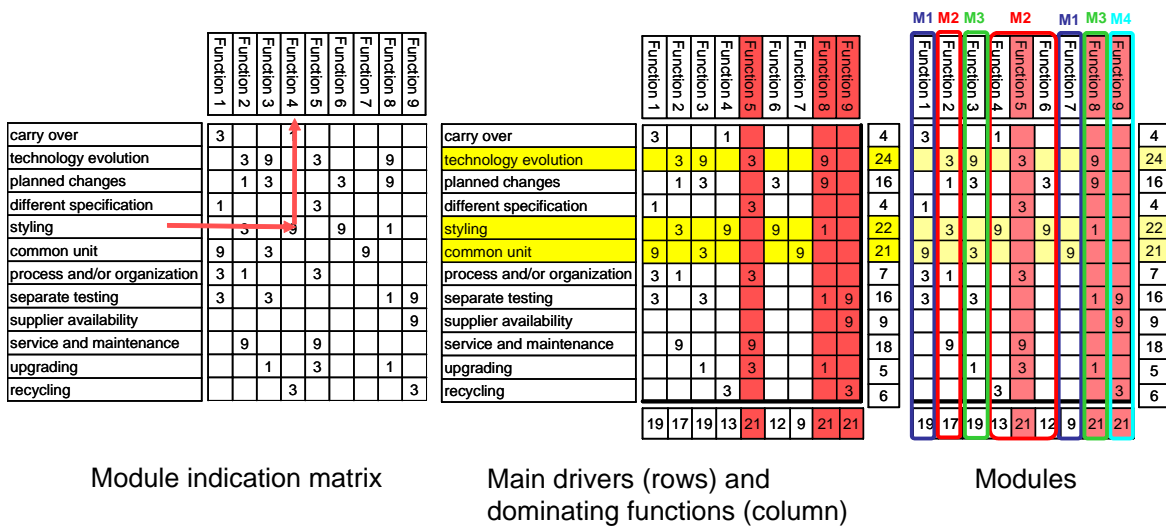 Function 1
Function 2
Function 3
Function 4
Function 5
Function 6
Function 7
Function 8
Function 9
carry over 3
technology evolution 3 9 3 9
planned changes 1 3 3 9
different specification 1 3
styling 3 9 9 1
common unit 9 3 9
process and/or organization 3 1 3
separate testing 3 3 1 9
supplier availability 9
service and maintenance 9 9
upgrading 1 3 1
recycling 3 3
Module indication matrix
Function 1
Function 2
Function 3
Function 4
Function 5
Function 6
Function 7
Function 8
Function 9
carry over 3 1 4
technology evolution 3 9 3 9 24
planned changes 1 3 3 9 16
different specification 1 3 4
styling 3 9 9 1 22
common unit 9 3 9 21
process and/or organization 3 1 3 7
separate testing 3 3 1 9 16
supplier availability 9 9
service and maintenance 9 9 18
upgrading 1 3 1 5
recycling 3 3 6
19 17 19 13 21 12 9 21 21
Main drivers (rows) and
dominating functions (column)
M1 M2 M3 M2 M1 M3 M4
Function 1
Function 2
Function 3
Function 4
Function 5
Function 6
Function 7
Function 8
Function 9
3 1 4
3 9 3 9 24
1 3 3 9 16
1 3 4
3 9 9 1 22
9 3 9 21
3 1 3 7
3 3 1 9 16
9 9
9 9 18
1 3 1 5
3 3 6
19 17 19 13 21 12 9 21 21
Modules